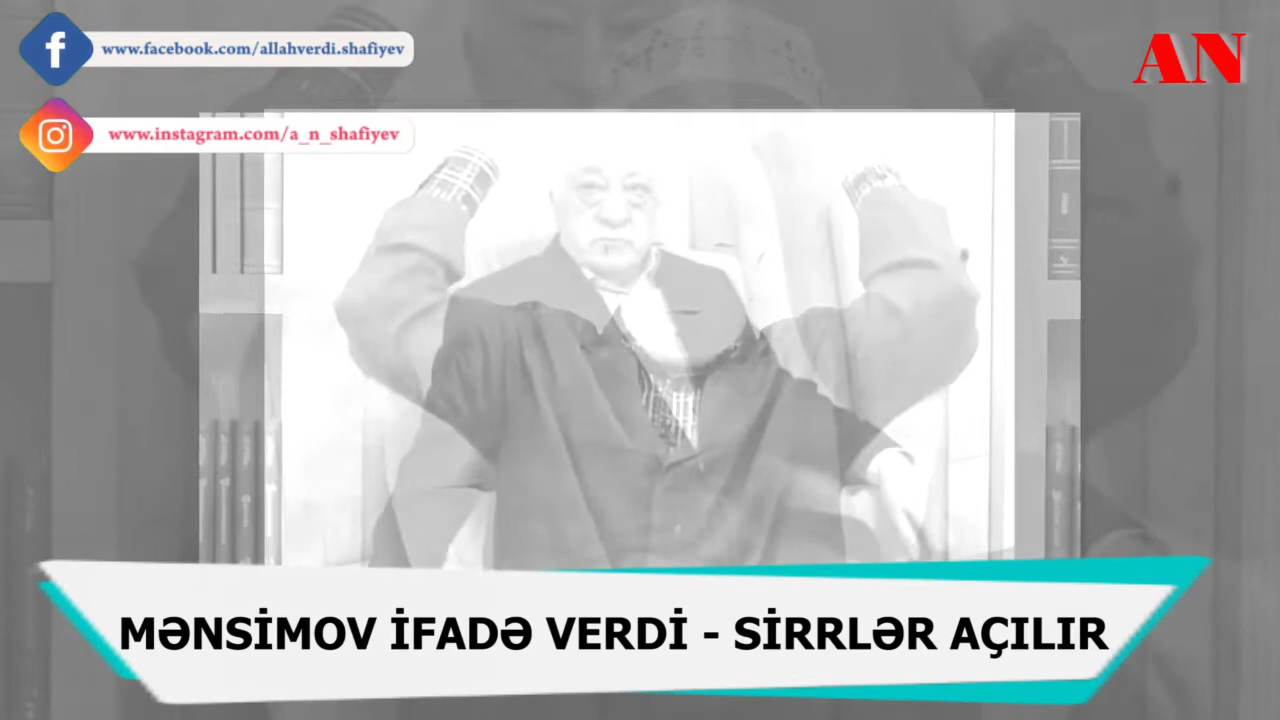 www.facebook.com/allahverdi.shafiyev
AN
www.instagram.com/a_n_shafiyev
MƏNSİMOV İFADƏ VERDİ - SİRRLƏR AÇILIR